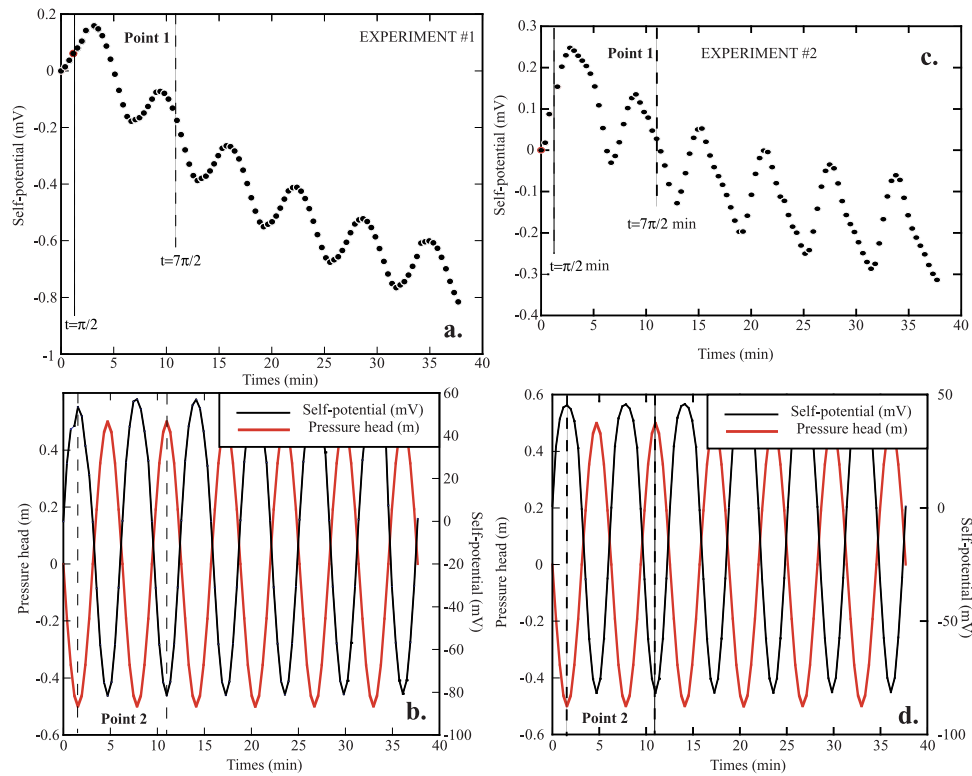 0.2
0
-0.2
-0.4
-0.6
-0.8
-1
Self-potential (mV)
Point 1
EXPERIMENT #1
t=7π/2
t=π/2
a.
0 5 10 15 20 25 30 35 40
Times (min)
0.4
0.3
0.2
0.1
0
-0.1
-0.2
-0.3
-0.4
Self-potential (mV)
Point 1
EXPERIMENT #2
c.
t=7π/2 min
t=π/2 min
0 5 10 15 20 25 30 35 40
Times (min)
0.6
0.4
0.2
0
-0.2
-0.4
-0.6
Pressure head (m)
Self-potential (mV)
Pressure head (m)
60
40
20
0
-20
-40
-60
-80
-100
Self-potential (mV)
Point 2
b.
0 5 10 15 20 25 30 35 40
Times (min)
0.6
0.4
0.2
0
-0.2
-0.4
-0.6
Pressure head (m)
Self-potential (mV)
Pressure head (m)
50
0
-50
-100
Self-potential (mV)
Point 2
d.
0 5 10 15 20 25 30 35 40
Times (min)